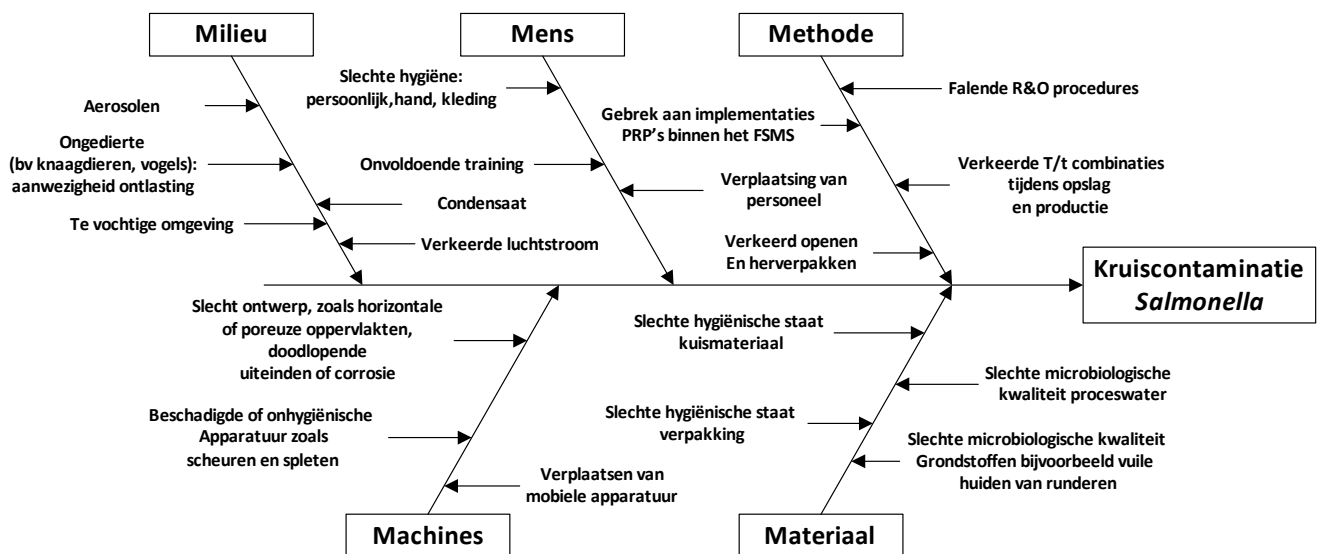 Milieu
Mens
Methode
Slechte hygiëne:
persoonlijk,hand, kleding
Falende R&O procedures
Aerosolen
Gebrek aan implementaties
PRP's binnen het FSMS
Ongedierte
(bv knaagdieren, vogels):
aanwezigheid ontlasting
Onvoldoende training
Verkeerde T/t combinaties
tijdens opslag
en productie
Verplaatsing van
personeel
Condensaat
Te vochtige omgeving
Verkeerde luchtstroom
Verkeerd openen
En herverpakken
Kruiscontaminatie
Salmonella
Slecht ontwerp, zoals horizontale
of poreuze oppervlakten,
doodlopende
uiteinden of corrosie
Slechte hygiënische staat
kuismateriaal
Slechte microbiologische
kwaliteit proceswater
Beschadigde of onhygiënische
Apparatuur zoals
scheuren en spleten
Slechte hygiënische staat
verpakking
Slechte microbiologische kwaliteit
Grondstoffen bijvoorbeeld vuile
huiden van runderen
Verplaatsen van
mobiele apparatuur
Machines
Materiaal